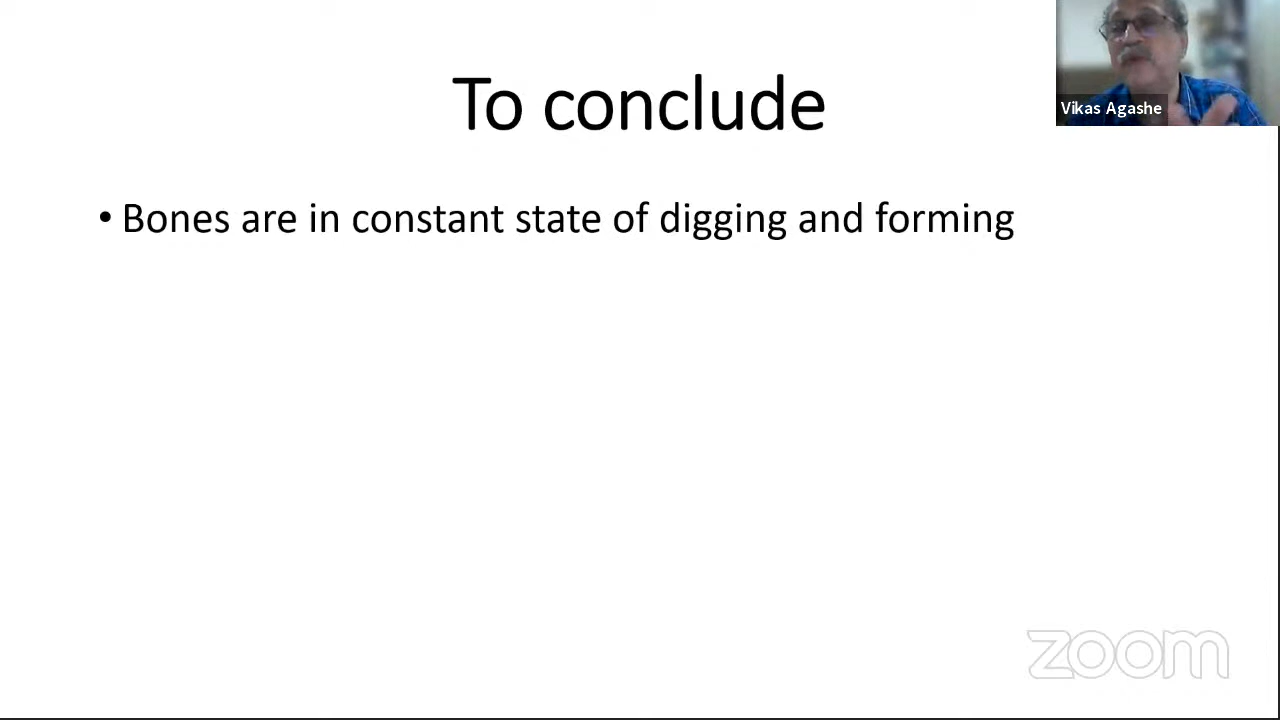 To conclude
Vikas Agashe
• Bones are in constant state of digging and forming
zoom